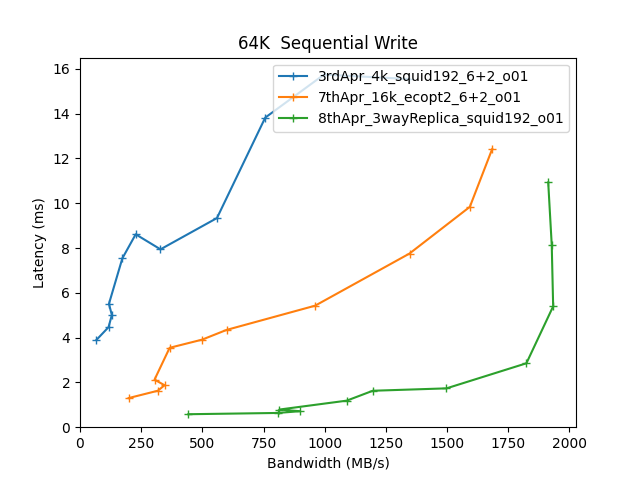 64K  Sequential Write
3rdApr_4k_squid192_6+2_o01
7thApr_16k_ecopt2_6+2_o01
8thApr_3wayReplica_squid192_o01
Latency (ms)
16
14
12
10
8
6
4
2
0
0 250 500 750 1000 1250 1500 1750 2000
Bandwidth (MB/s)